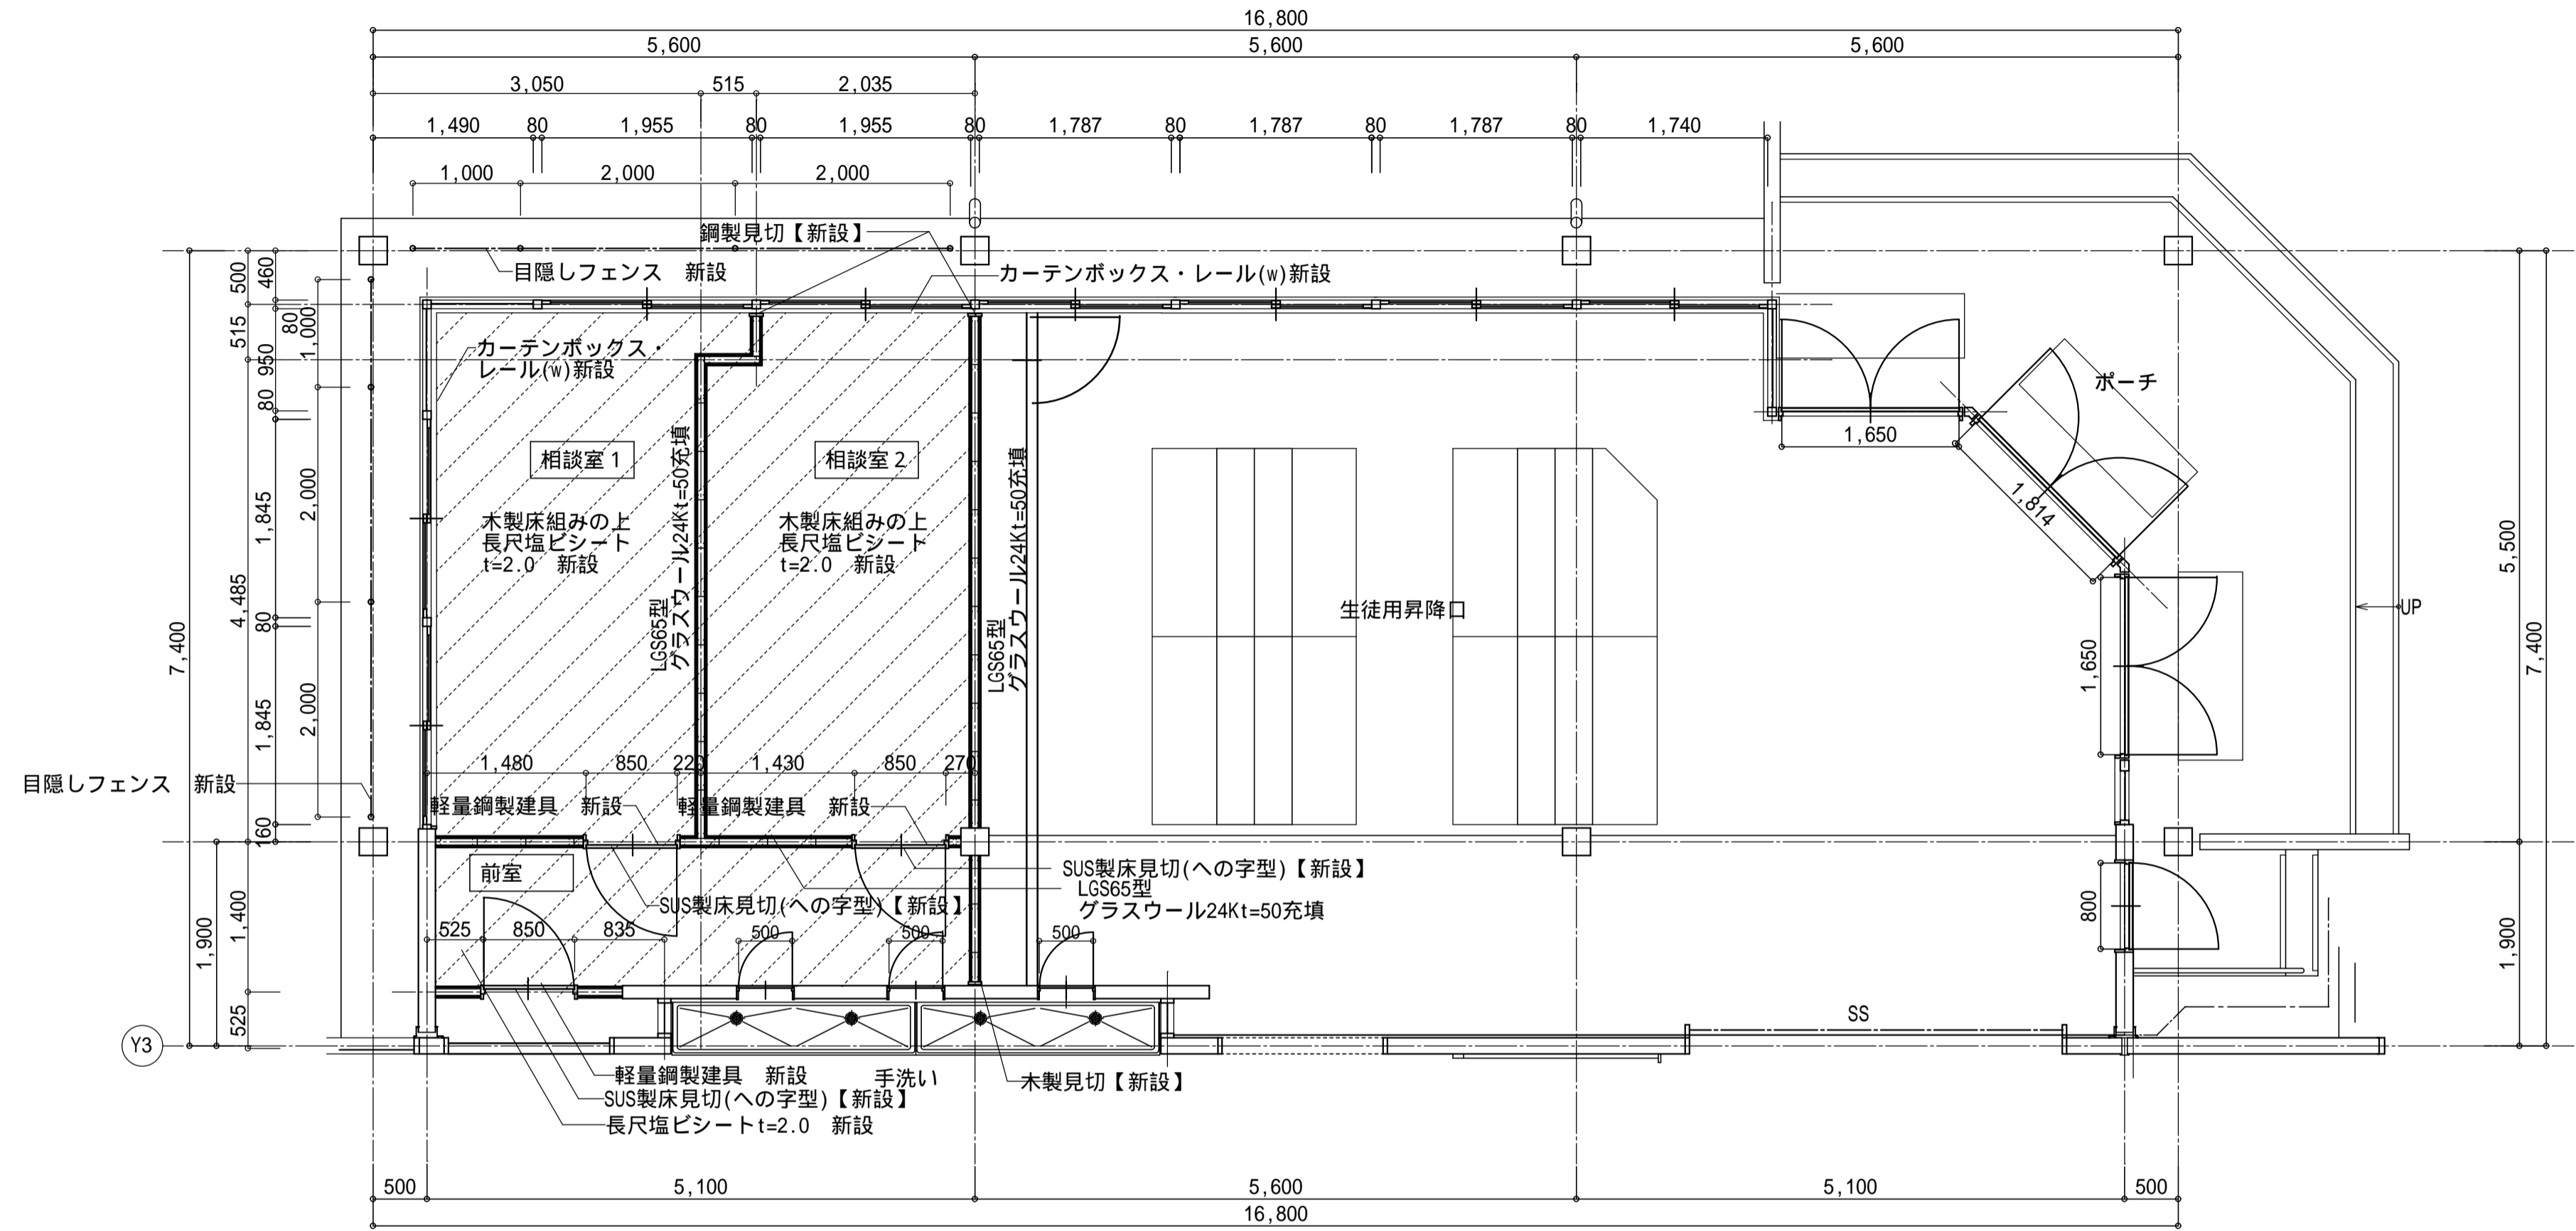 16,800
5,600
5,600
5,600
3,050
515
2,035
1,490
80
1,955
80
1,955
80
1,787
80
1,787
80
1,787
80
1,740
1,000
2,000
2,000
鋼製見切【新設】
目隠しフェンス　新設
カーテンボックス・レール(W)新設
500
460
515
80
1,000
950
80
カーテンボックス・
レール(W)新設
ポーチ
1,650
1,814
相談室1
相談室2
木製床組みの上
長尺塩ビシート
t=2.0　新設
木製床組みの上
長尺塩ビシート
t=2.0　新設
LGS65型
グラスウール24Kt=50充填
LGS65型
グラスウール24Kt=50充填
生徒用昇降口
UP
2,000
1,845
4,485
80
7,400
2,000
1,845
160
5,500
7,400
1,650
1,480
850
220
1,430
850
270
目隠しフェンス　新設
軽量鋼製建具　新設
軽量鋼製建具　新設
前室
SUS製床見切(への字型)【新設】
LGS65型
グラスウール24Kt=50充填
SUS製床見切(への字型)【新設】
525
850
835
500
500
500
800
1,400
1,900
525
1,900
SS
Y3
軽量鋼製建具　新設
手洗い
木製見切【新設】
SUS製床見切(への字型)【新設】
長尺塩ビシートt=2.0　新設
500
5,100
5,600
5,100
500
16,800